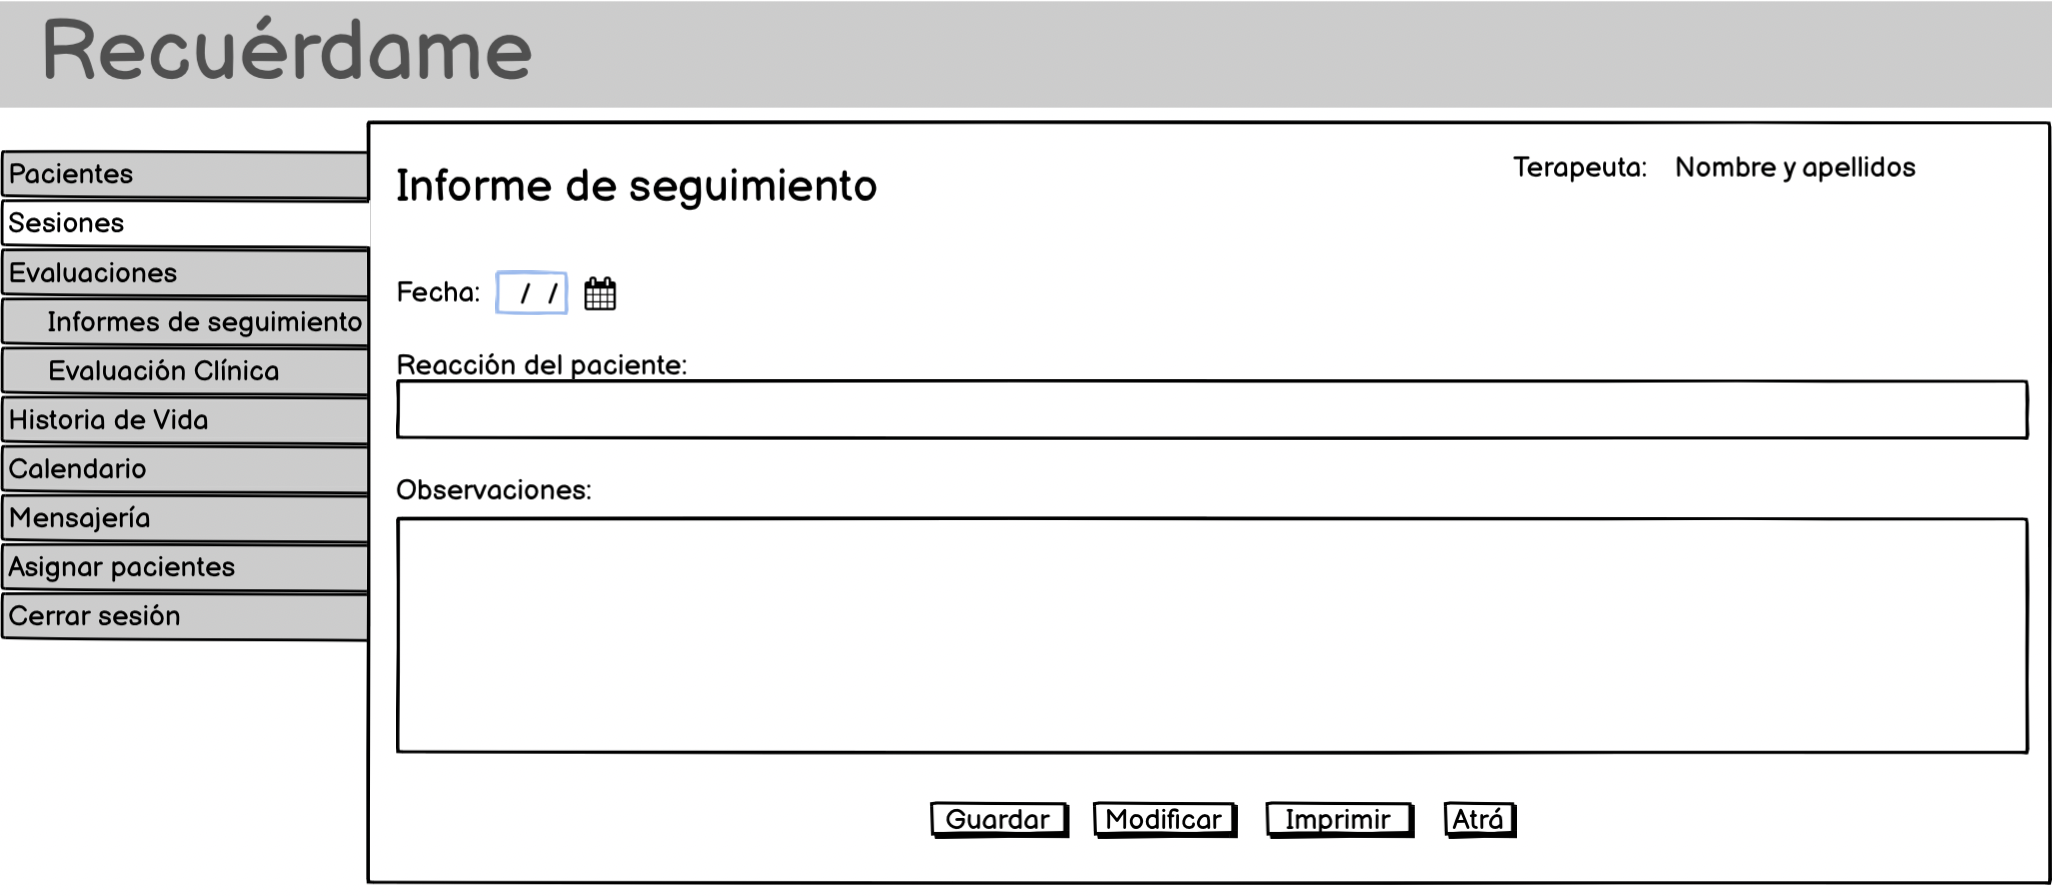 Recuérdame
Pacientes
Sesiones
Evaluaciones
Informes de seguimiento
Evaluación Clínica
Historia de Vida
Calendario
Mensajería
Asignar pacientes
Cerrar sesión
Informe de seguimiento
Terapeuta: Nombre y apellidos
Fecha: / /
Reacción del paciente:
Observaciones:
Guardar Modificar Imprimir Atrá